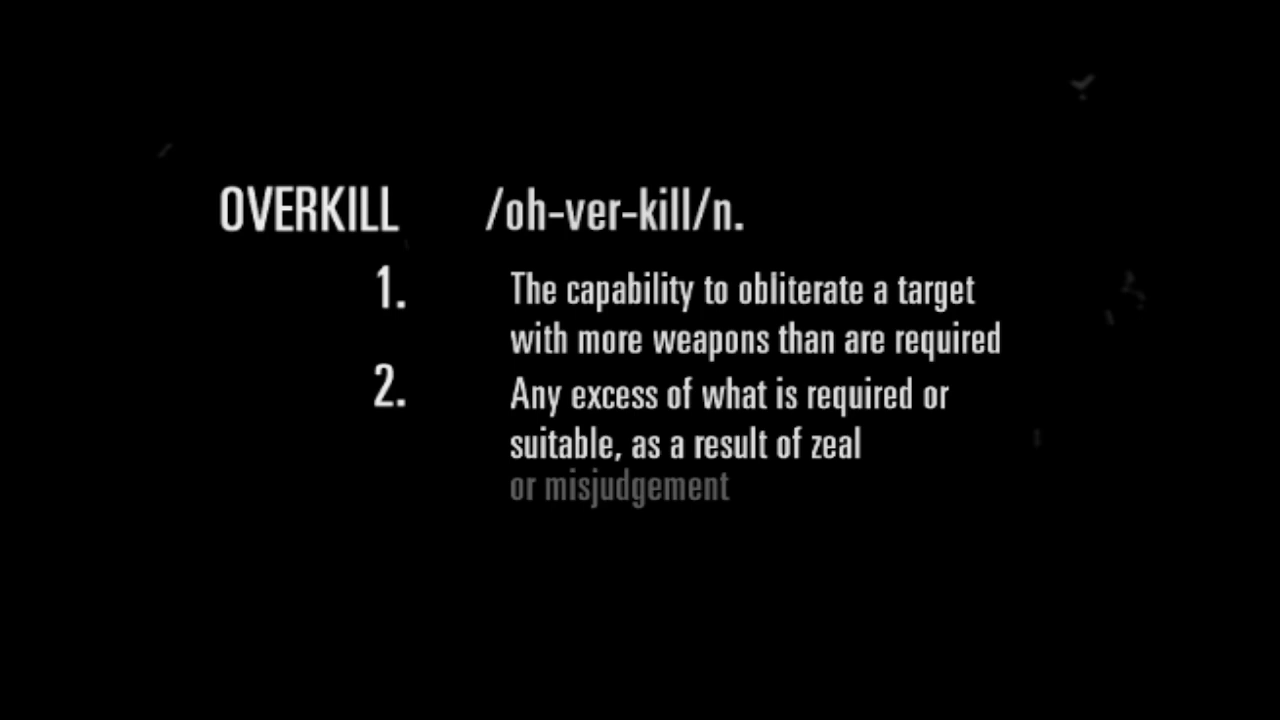 OVERKILL /oh-ver-kill/n.
1. The capability to obliterate a target
with more weapons than are required
2. Any excess of what is required or
suitable, as a result of zeal
or misjudgement